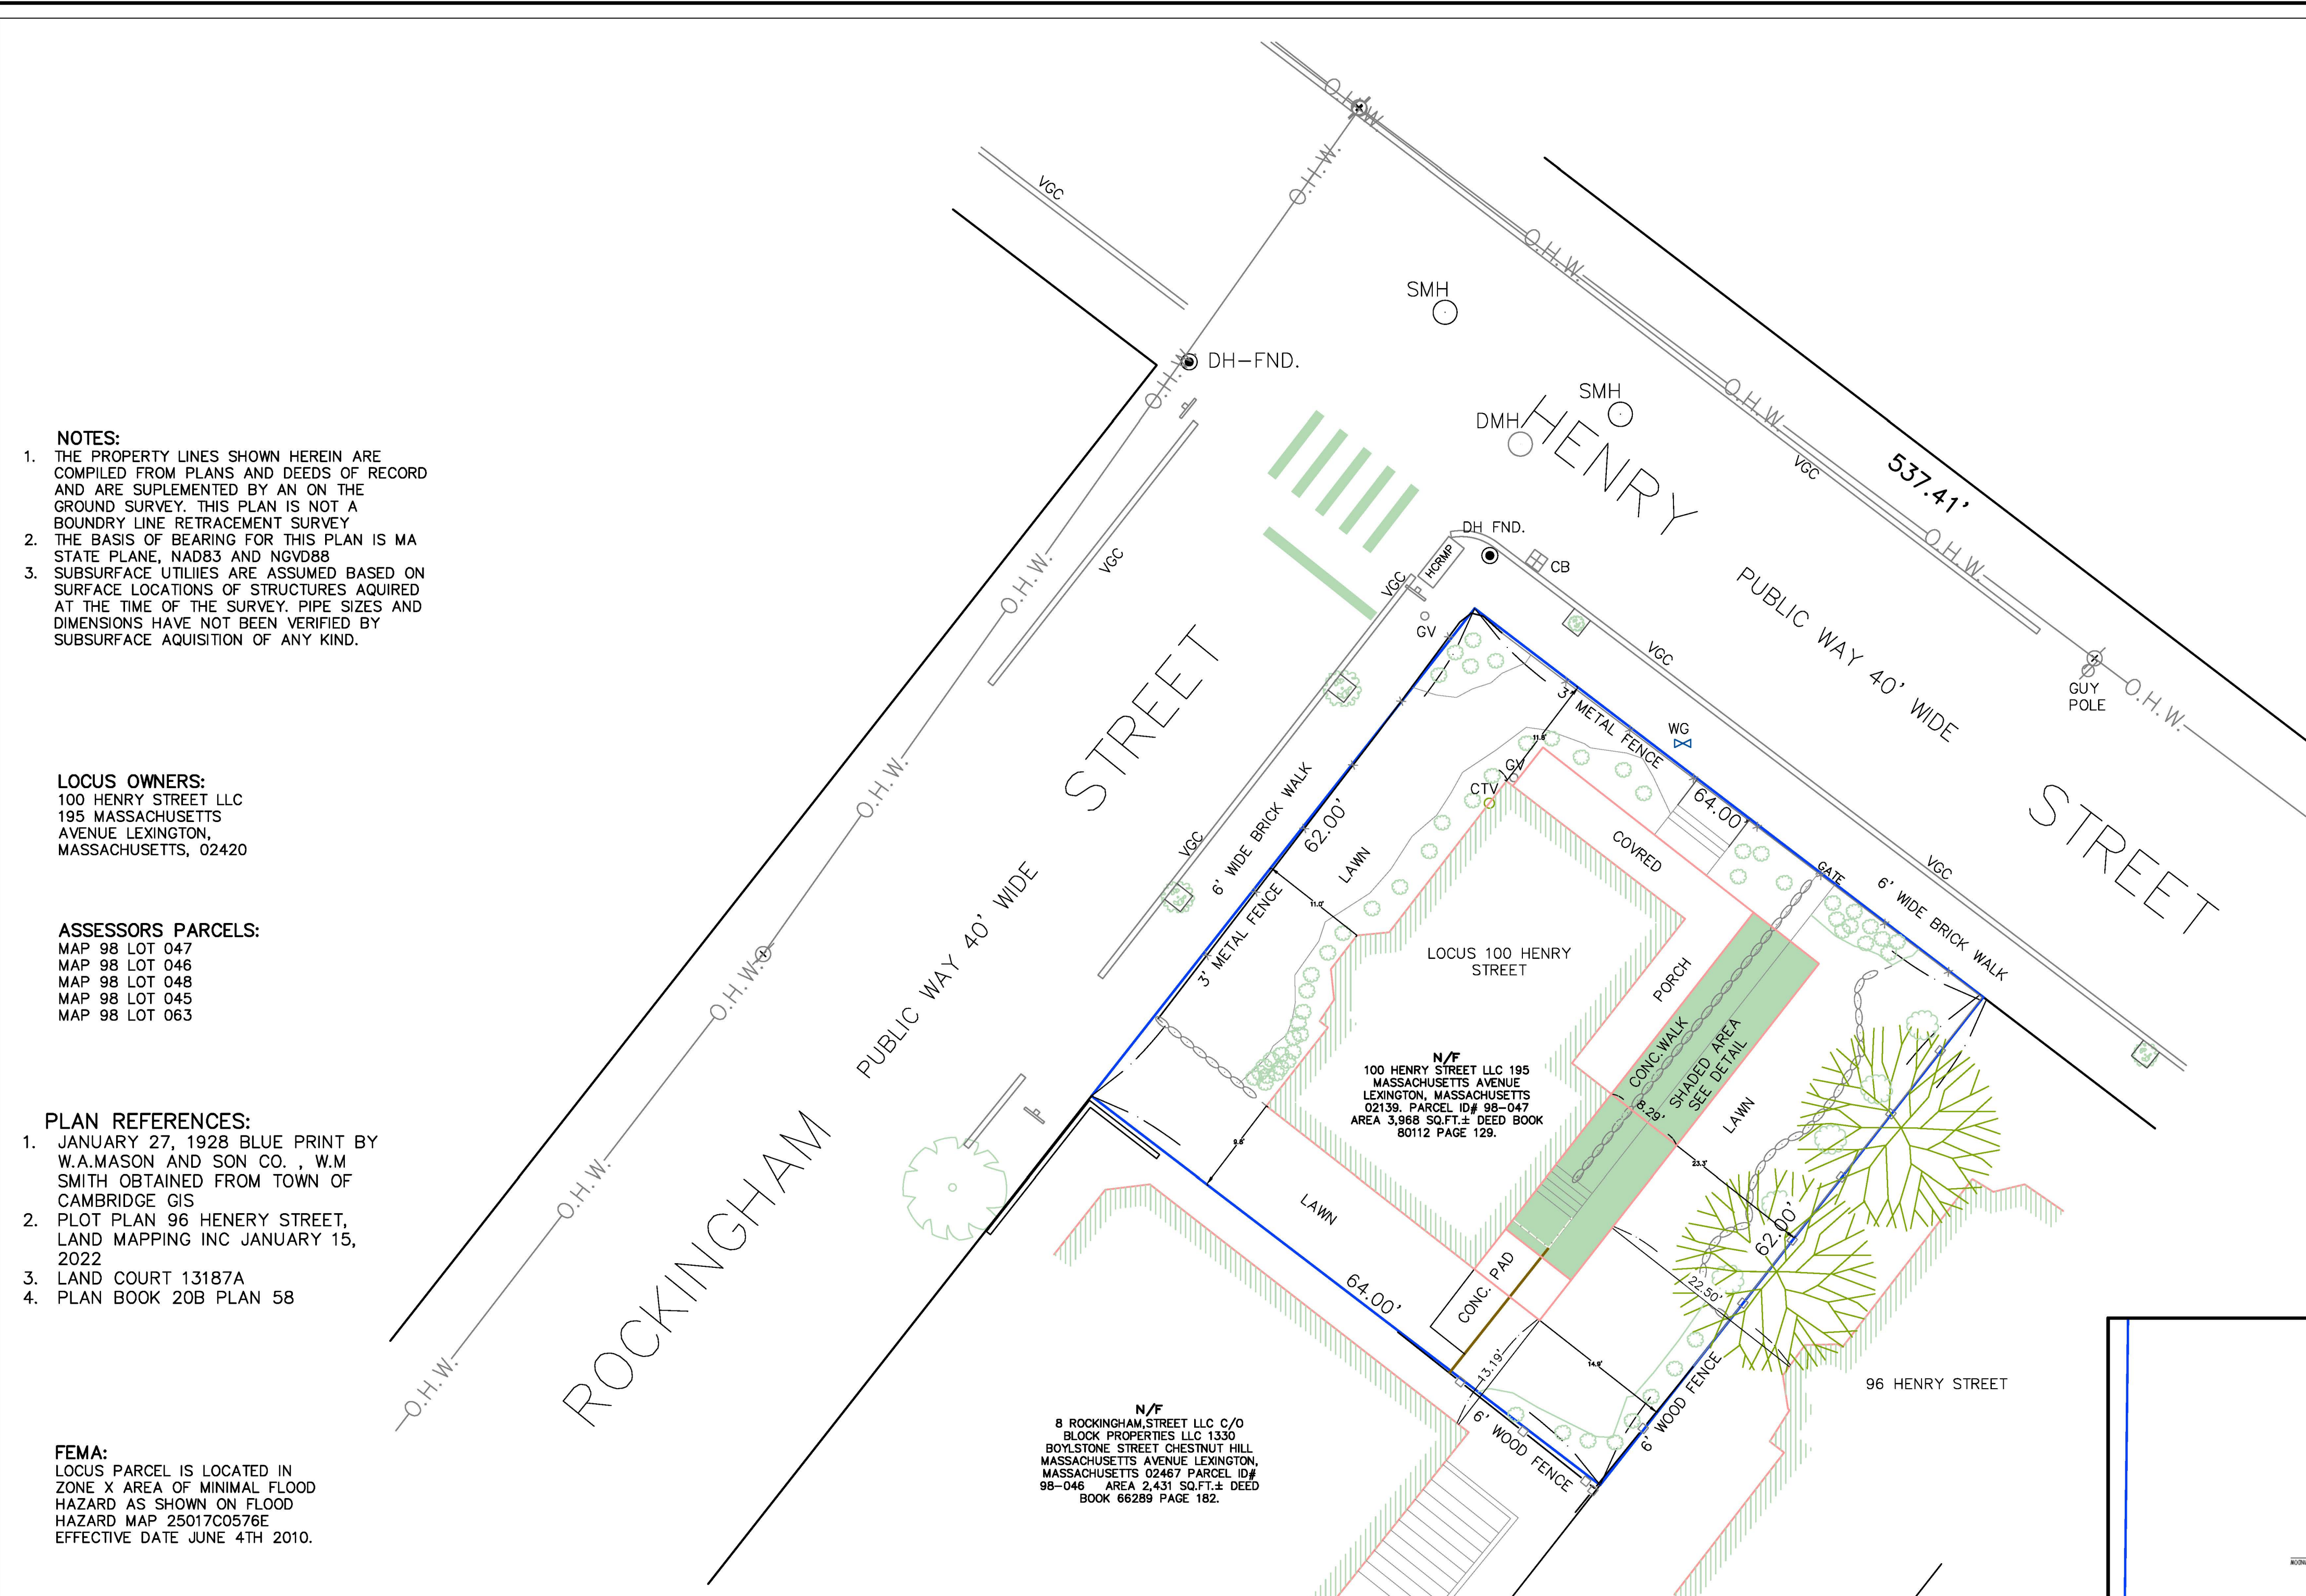 NOTES:
1. THE PROPERTY LINES SHOWN HEREIN ARE
COMPILED FROM PLANS AND DEEDS OF RECORD
AND ARE SUPLEMENTED BY AN ON THE
GROUND SURVEY. THIS PLAN IS NOT A
BOUNDRY LINE RETRACEMENT SURVEY
2. THE BASIS OF BEARING FOR THIS PLAN IS MA
STATE PLANE, NAD83 AND NGVD88
3. SUBSURFACE UTILIIES ARE ASSUMED BASED ON
SURFACE LOCATIONS OF STRUCTURES AQUIRED
AT THE TIME OF THE SURVEY. PIPE SIZES AND
DIMENSIONS HAVE NOT BEEN VERIFIED BY
SUBSURFACE AQUISITION OF ANY KIND.
LOCUS OWNERS:
100 HENRY STREET LLC
195 MASSACHUSETTS
AVENUE LEXINGTON,
MASSACHUSETTS, 02420
ASSESSORS PARCELS:
MAP 98 LOT 047
MAP 98 LOT 046
MAP 98 LOT 048
MAP 98 LOT 045
MAP 98 LOT 063
PLAN REFERENCES:
1. JANUARY 27, 1928 BLUE PRINT BY
W.A.MASON AND SON CO. , W.M
SMITH OBTAINED FROM TOWN OF
CAMBRIDGE GIS
2. PLOT PLAN 96 HENERY STREET,
LAND MAPPING INC JANUARY 15,
2022
3. LAND COURT 13187A
4. PLAN BOOK 20B PLAN 58
FEMA:
LOCUS PARCEL IS LOCATED IN
ZONE X AREA OF MINIMAL FLOOD
HAZARD AS SHOWN ON FLOOD
HAZARD MAP 25017C0576E
EFFECTIVE DATE JUNE 4TH 2010.
O.H.W.
O.H.W.
O.H.W.
O.H.W.
O.H.W.
O.H.W.
O.H.W.
O.H.W.
O.H.W.
O.H.W.
O.H.W.
O.H.W.
O.H.W.
VGC
DH-FND.
SMH
SMH
DMH
HENRY
STREET
PUBLIC WAY 40' WIDE
537.41'
VGC
GUY
POLE
DH FND.
CB
HCRMP
VGC
GV
VGC
VGC
WG
VGC
6' WIDE BRICK WALK
3' METAL FENCE
64.00'
GATE
11.8'
GV
CTV
COVRED
PORCH
ROCKINGHAM
STREET
PUBLIC WAY 40' WIDE
VGC
6' WIDE BRICK WALK
62.00'
3' METAL FENCE
LAWN
11.0'
LOCUS 100 HENRY
STREET
N/F
100 HENRY STREET LLC 195
MASSACHUSETTS AVENUE
LEXINGTON, MASSACHUSETTS
02139. PARCEL ID# 98-047
AREA 3,968 SQ.FT.± DEED BOOK
80112 PAGE 129.
CONC.WALK
SHADED AREA
SEE DETAIL
8.29'
LAWN
23.3'
62.00'
22.50'
9.8'
LAWN
64.00'
CONC. PAD
13.19'
14.9'
6' WOOD FENCE
6' WOOD FENCE
96 HENRY STREET
N/F
8 ROCKINGHAM,STREET LLC C/O
BLOCK PROPERTIES LLC 1330
BOYLSTONE STREET CHESTNUT HILL
MASSACHUSETTS AVENUE LEXINGTON,
MASSACHUSETTS 02467 PARCEL ID#
98-046 AREA 2,431 SQ.FT.± DEED
BOOK 66289 PAGE 182.